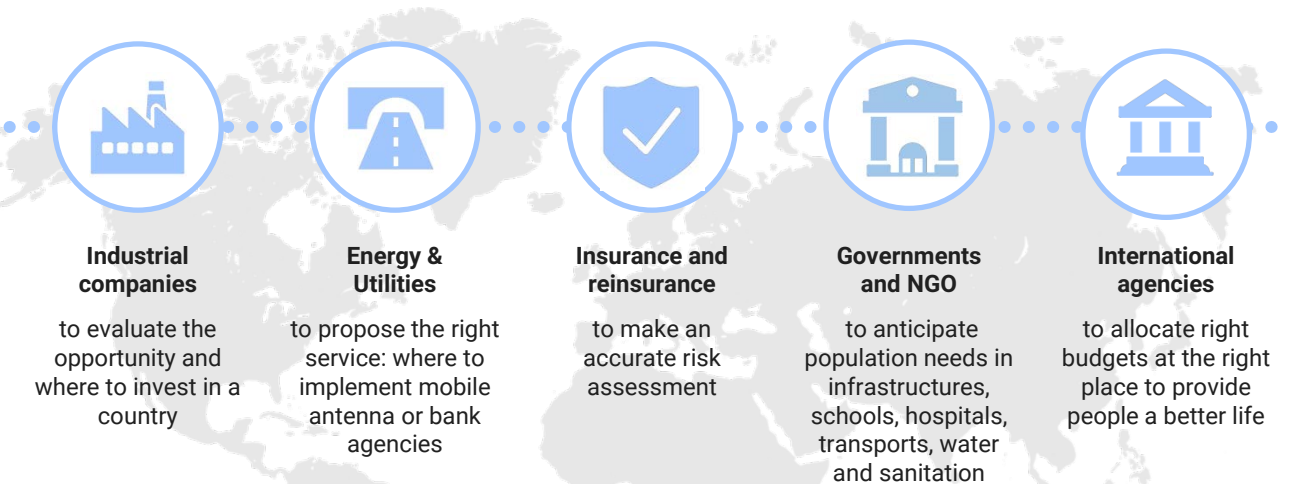 Industrial
companies
to evaluate the
opportunity and
where to invest in a
country
Energy &
Utilities
to propose the right
service: where to
implement mobile
antenna or bank
agencies
Insurance and
reinsurance
to make an
accurate risk
assessment
Governments
and NGO
to anticipate
population needs in
infrastructures,
schools, hospitals,
transports, water
and sanitation
International
agencies
to allocate right
budgets at the right
place to provide
people a better life